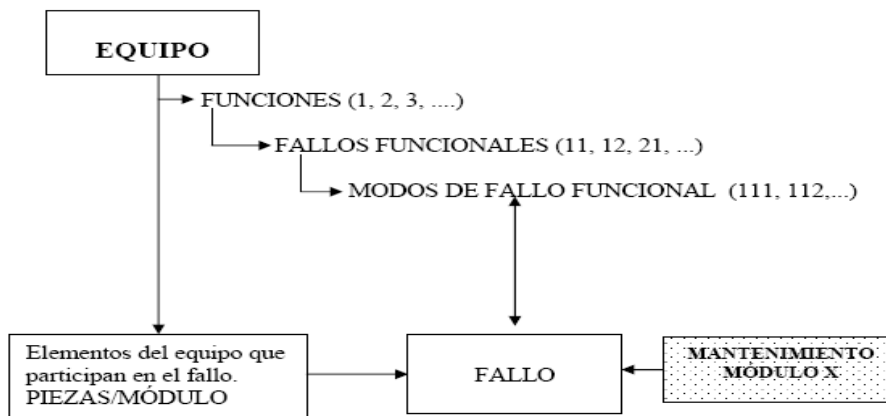 EQUIPO
FUNCIONES (1, 2, 3, ....)
FALLOS FUNCIONALES (11, 12, 21, ...)
MODOS DE FALLO FUNCIONAL (111, 112,...)
Elementos del equipo que
participan en el fallo.
PIEZAS/MÓDULO
FALLO
MANTENIMIENTO
MÓDULO X